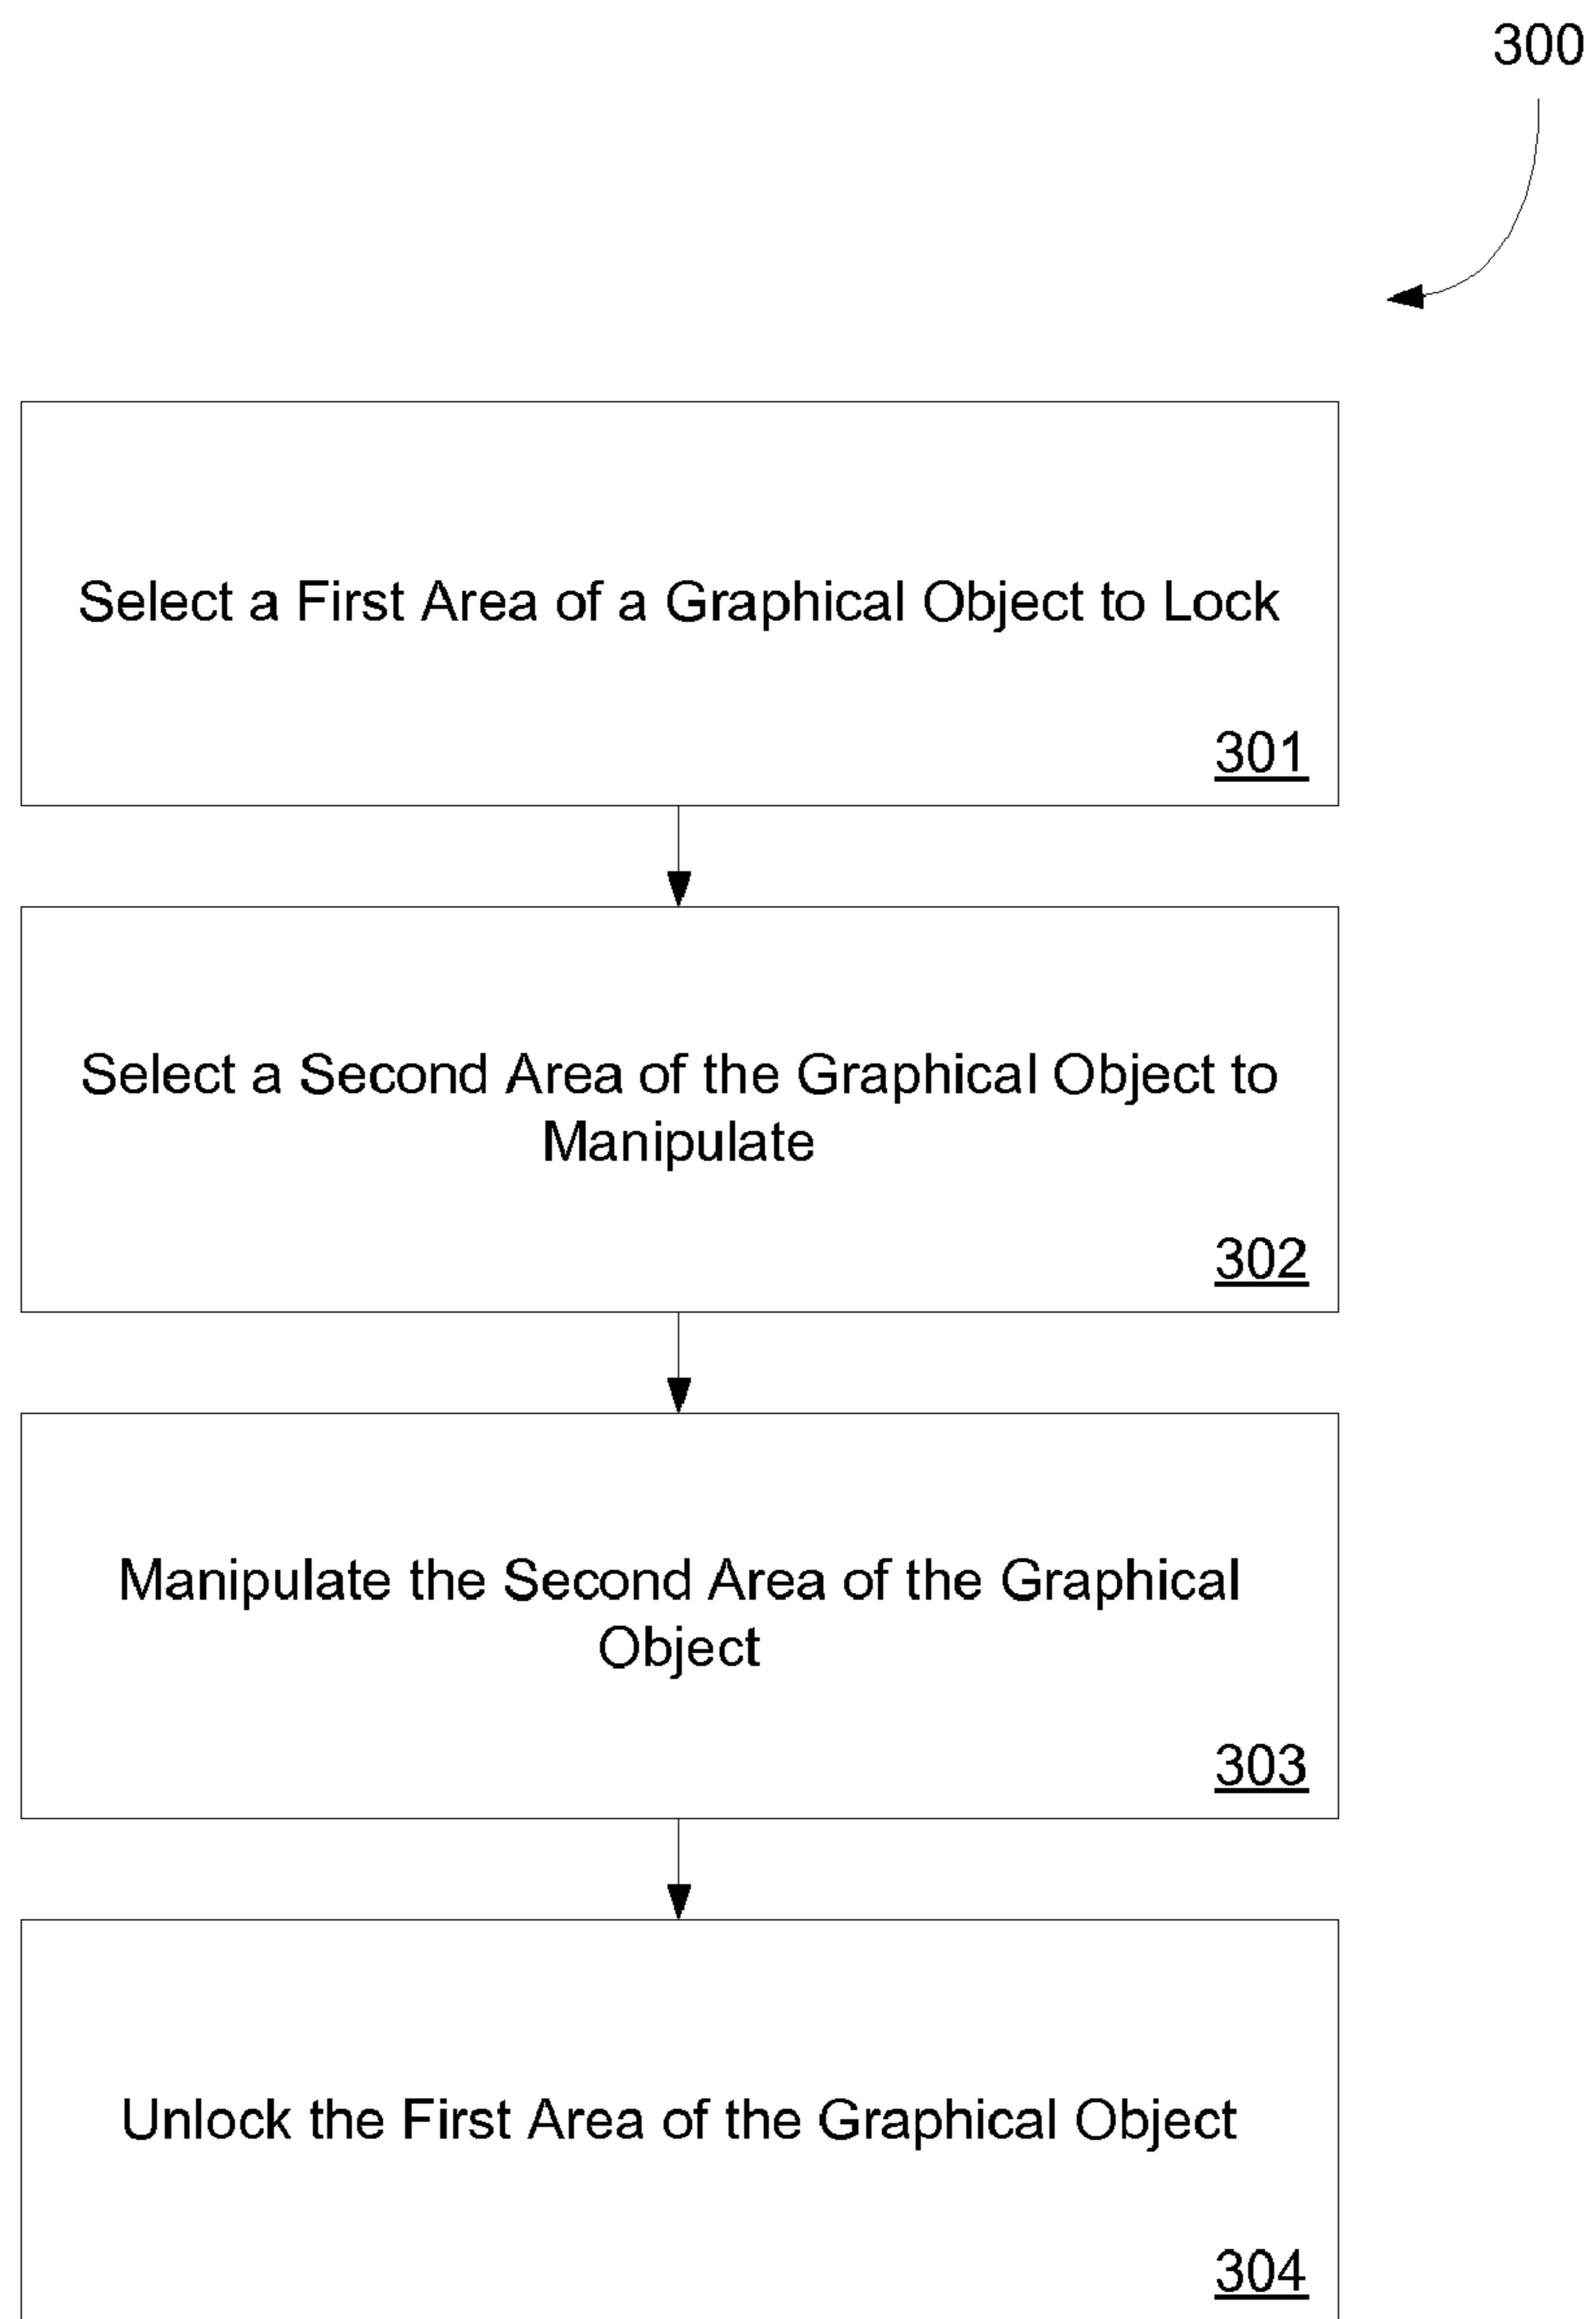 300
Select a First Area of a Graphical Object to Lock
301
Select a Second Area of the Graphical Object to
Manipulate
302
Manipulate the Second Area of the Graphical
Object
303
Unlock the First Area of the Graphical Object
304